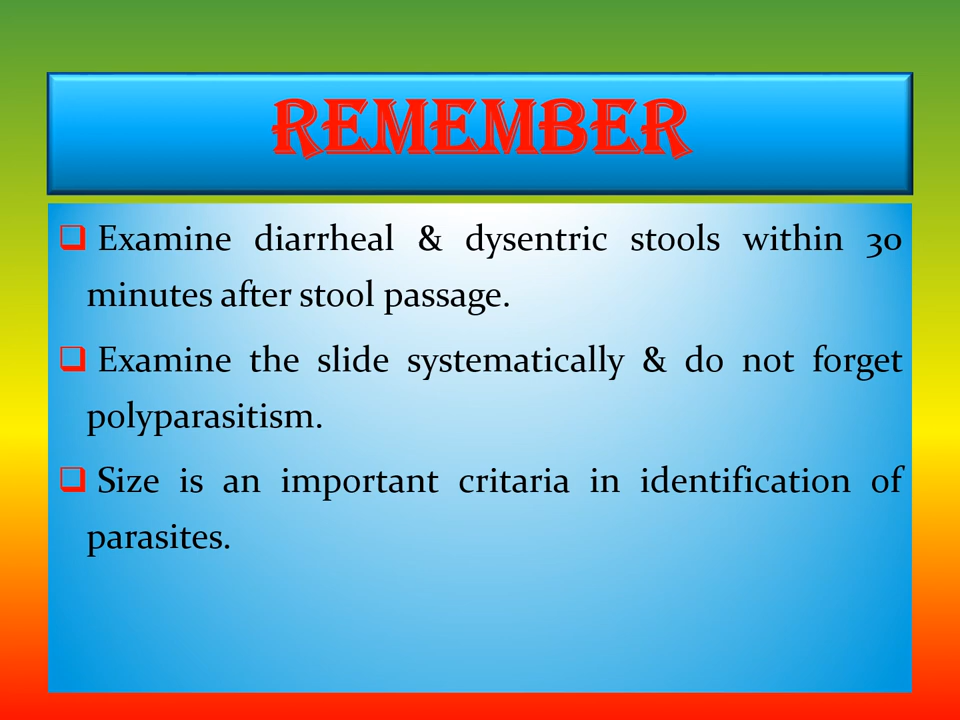 REMEMBER
Examine diarrheal & dysentric stools within 30
minutes after stool passage.
Examine the slide systematically & do not forget
polyparasitism.
Size is an important critaria in identification of
parasites.